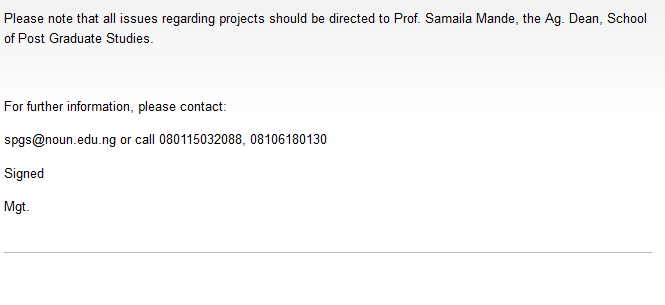 Please note that all issues regarding projects should be directed to Prof. Samaila Mande, the Ag. Dean, School
of Post Graduate Studies.
For further information, please contact:
spgs@noun.edu.ng or call 080115032088, 08106180130
Signed
Mgt.